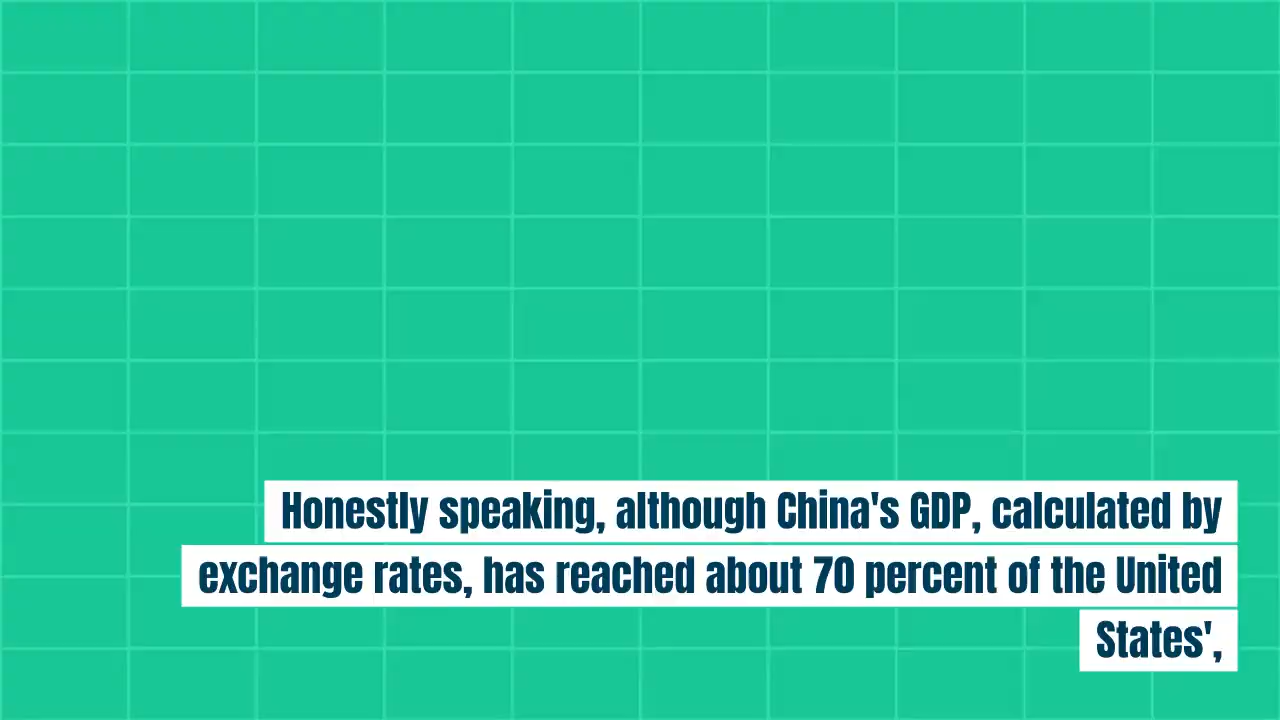 Honestly speaking, although China's GDP, calculated by
exchange rates, has reached about 70 percent of the United
States',